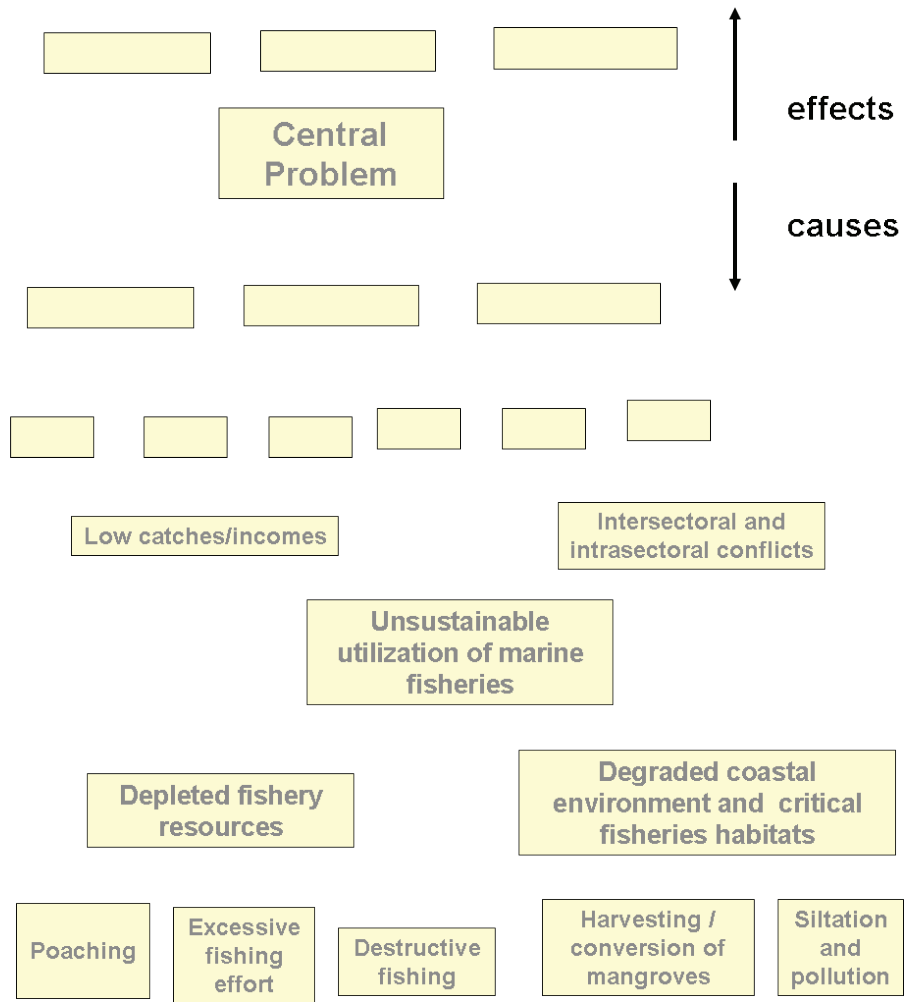 effects
Central
Problem
causes
Low catches/incomes
Intersectoral and
intrasectoral conflicts
Unsustainable
utilization of marine
fisheries
Depleted fishery
resources
Degraded coastal
environment and critical
fisheries habitats
Poaching
Excessive
fishing
effort
Destructive
fishing
Harvesting /
conversion of
mangroves
Siltation
and
pollution